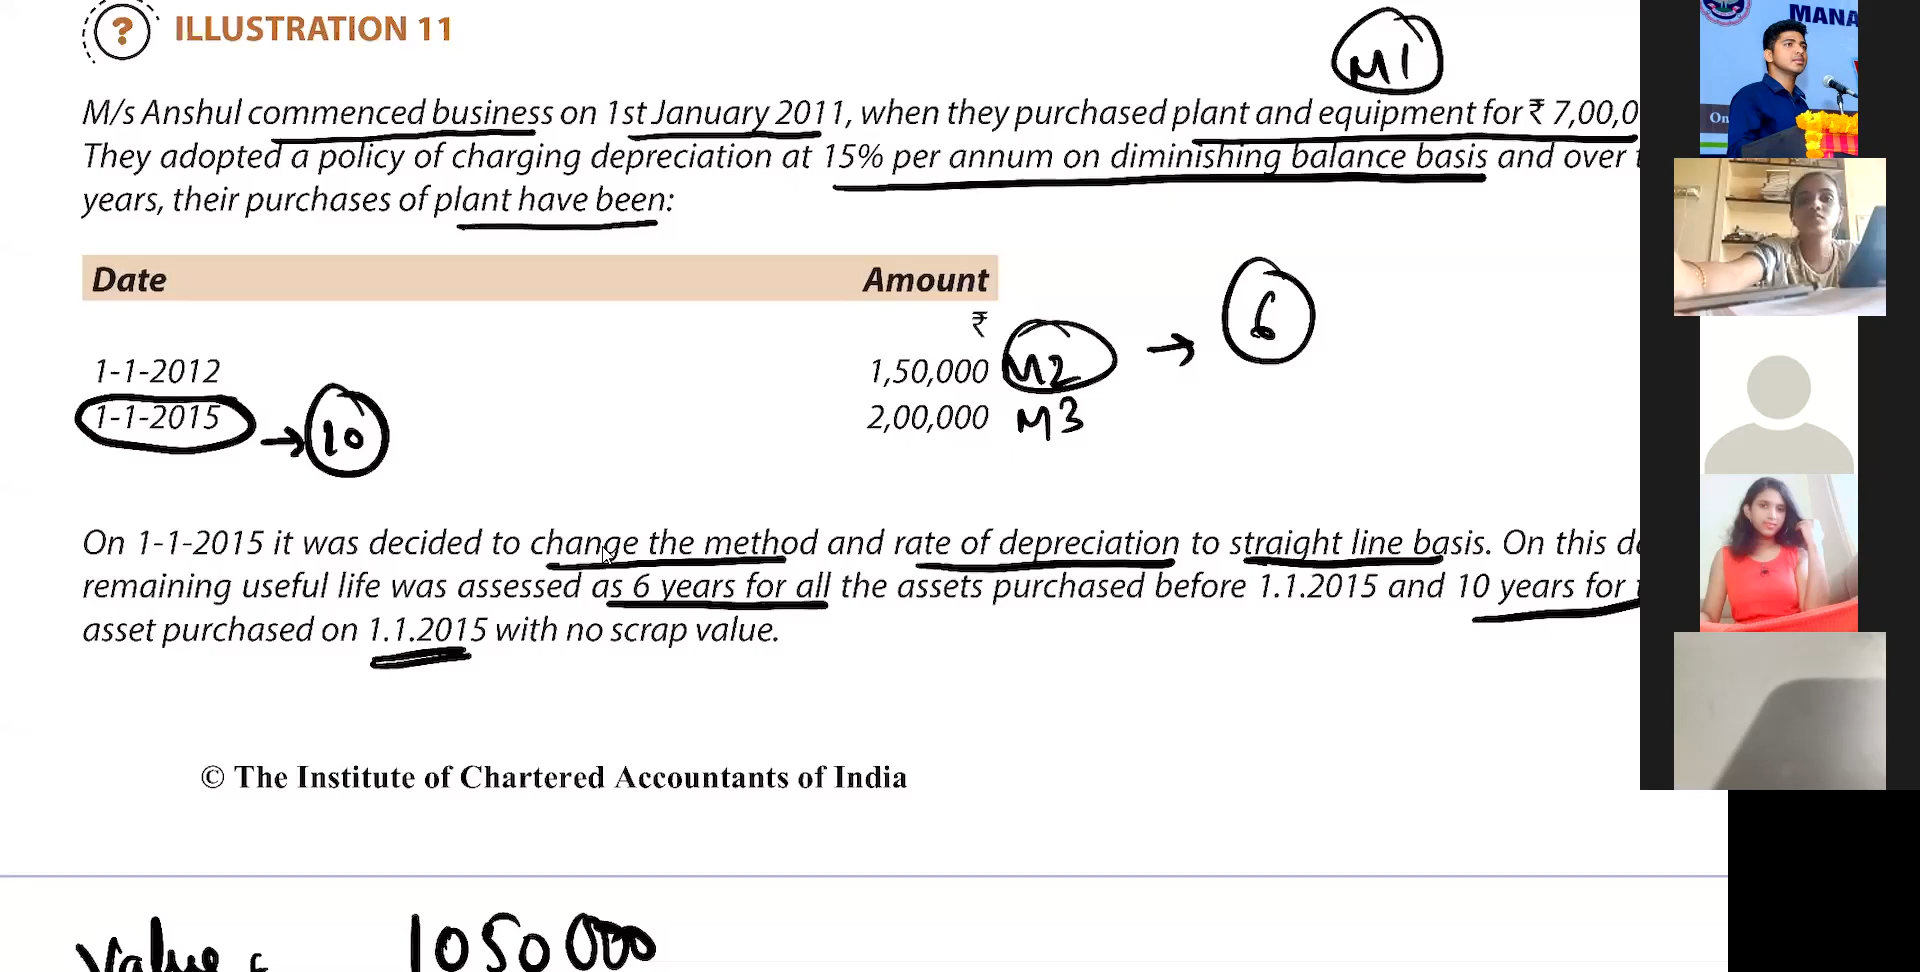 ?
ILLUSTRATION 11
M1
M/s Anshul commenced business on 1st January 2011, when they purchased plant and equipment for ₹ 7,00,0
They adopted a policy of charging depreciation at 15% per annum on diminishing balance basis and over t
years, their purchases of plant have been:
Date Amount
₹
6
1-1-2012 1,50,000 M2 →
1-1-2015 → 10 2,00,000 M3
On 1-1-2015 it was decided to change the method and rate of depreciation to straight line basis. On this d
remaining useful life was assessed as 6 years for all the assets purchased before 1.1.2015 and 10 years for t
asset purchased on 1.1.2015 with no scrap value.
© The Institute of Chartered Accountants of India
Value 1050000
MANA
On